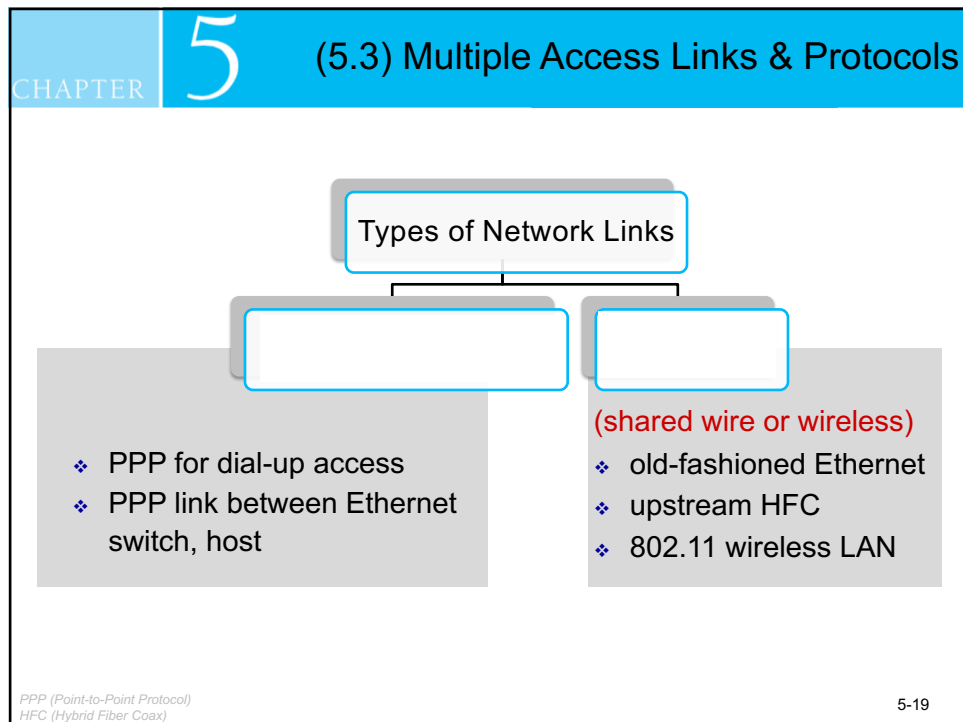 CHAPTER 5
(5.3) Multiple Access Links & Protocols
Types of Network Links
❖ PPP for dial-up access
❖ PPP link between Ethernet
switch, host
(shared wire or wireless)
❖ old-fashioned Ethernet
❖ upstream HFC
❖ 802.11 wireless LAN
PPP (Point-to-Point Protocol)
HFC (Hybrid Fiber Coax)
5-19